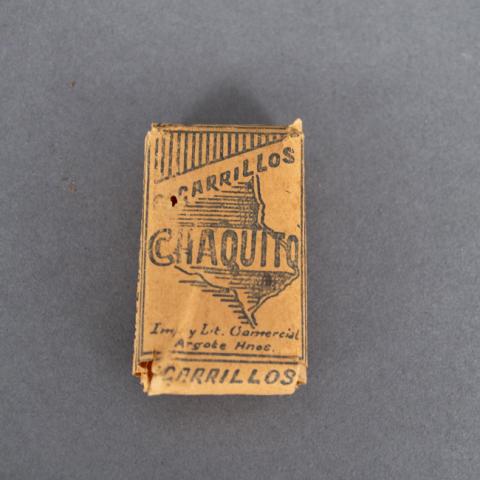 CIGARRILLOS
CHAQUITO
Imp. y Lit. Comercial
Argote Hnos.
CIGARRILLOS